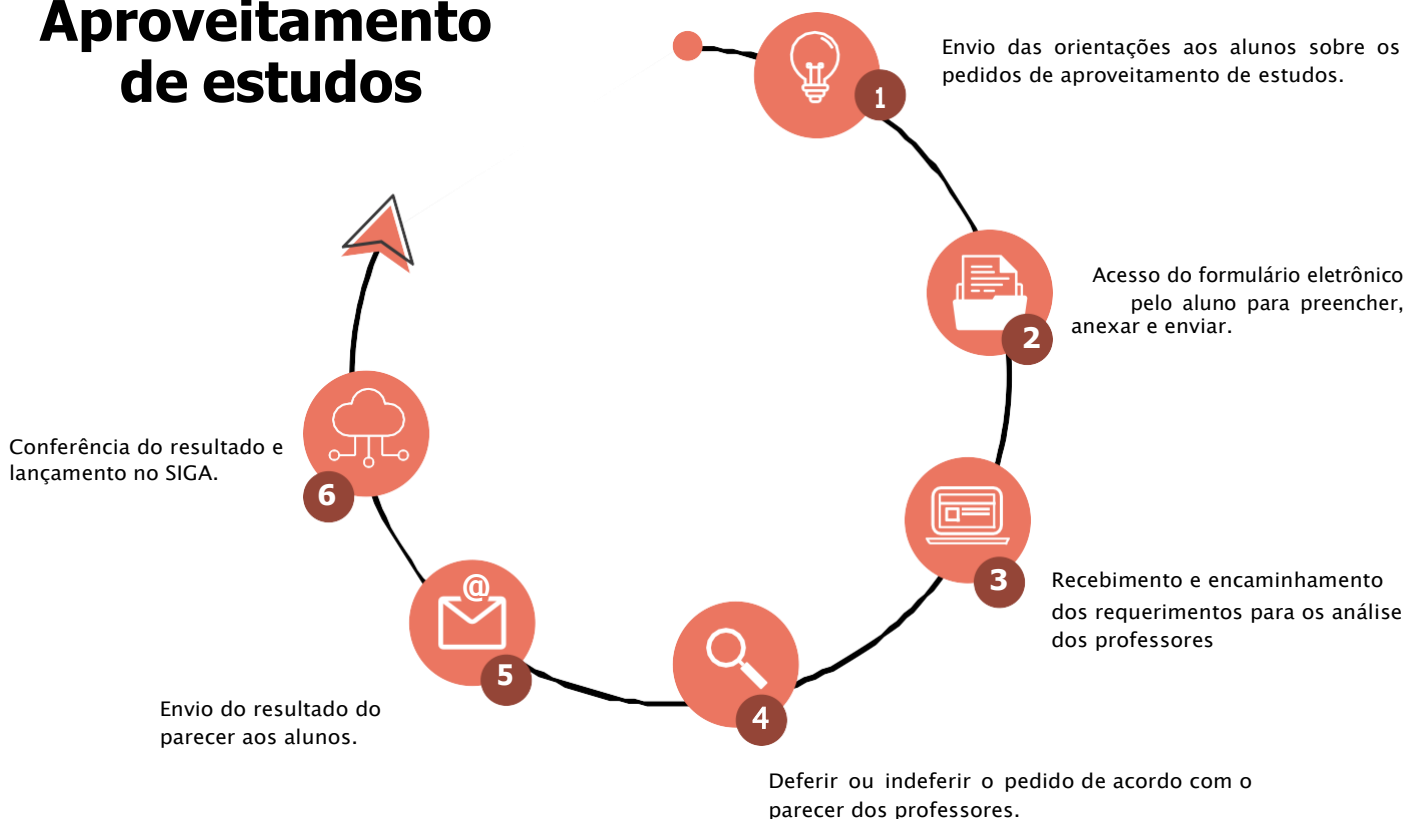 Aproveitamento
de estudos
1
Envio das orientações aos alunos sobre os
pedidos de aproveitamento de estudos.
2
Acesso do formulário eletrônico
pelo aluno para preencher,
anexar e enviar.
3
Recebimento e encaminhamento
dos requerimentos para os análise
dos professores
4
Deferir ou indeferir o pedido de acordo com o
parecer dos professores.
@
5
Envio do resultado do
parecer aos alunos.
6
Conferência do resultado e
lançamento no SIGA.